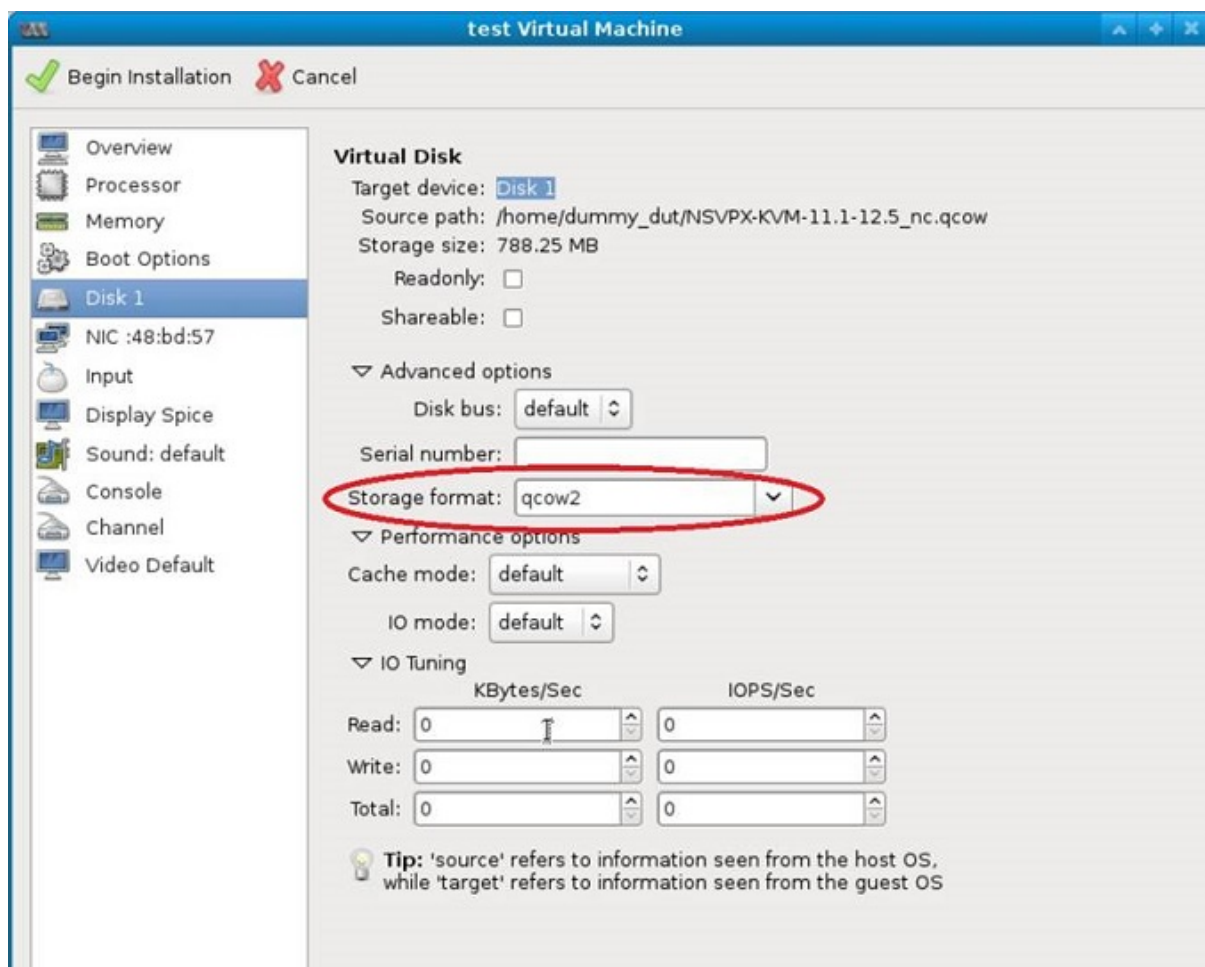 test Virtual Machine
Begin Installation Cancel
Overview
Processor
Memory
Boot Options
Disk 1
NIC :48:bd:57
Input
Display Spice
Sound: default
Console
Channel
Video Default
Virtual Disk
Target device: Disk 1
Source path: /home/dummy_dut/NSVPX-KVM-11.1-12.5_nc.qcow
Storage size: 788.25 MB
Readonly:
Shareable:
Advanced options
Disk bus: default
Serial number:
Storage format: qcow2
Performance options
Cache mode: default
IO mode: default
IO Tuning
KBytes/Sec IOPS/Sec
Read: 0 0
Write: 0 0
Total: 0 0
Tip: 'source' refers to information seen from the host OS,
while 'target' refers to information seen from the guest OS